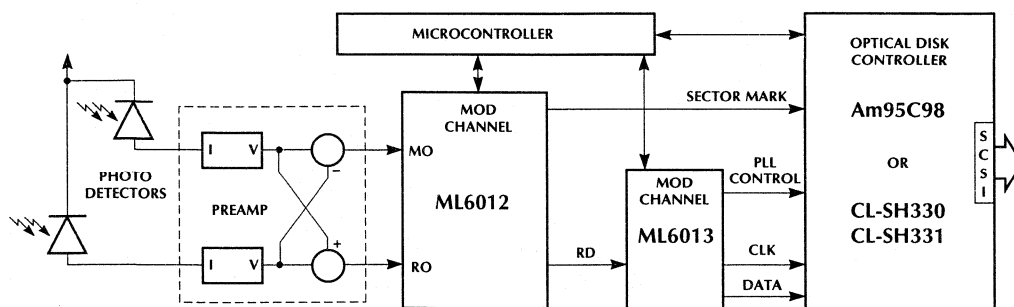 MICROCONTROLLER
OPTICAL DISK
CONTROLLER
Am95C98
OR
CL-SH330
CL-SH331
SCSI
PHOTO
DETECTORS
I V
PREAMP
I V
−
+
MOD
CHANNEL
MO
ML6012
RO
SECTOR MARK
RD
MOD
CHANNEL
ML6013
PLL
CONTROL
CLK
DATA